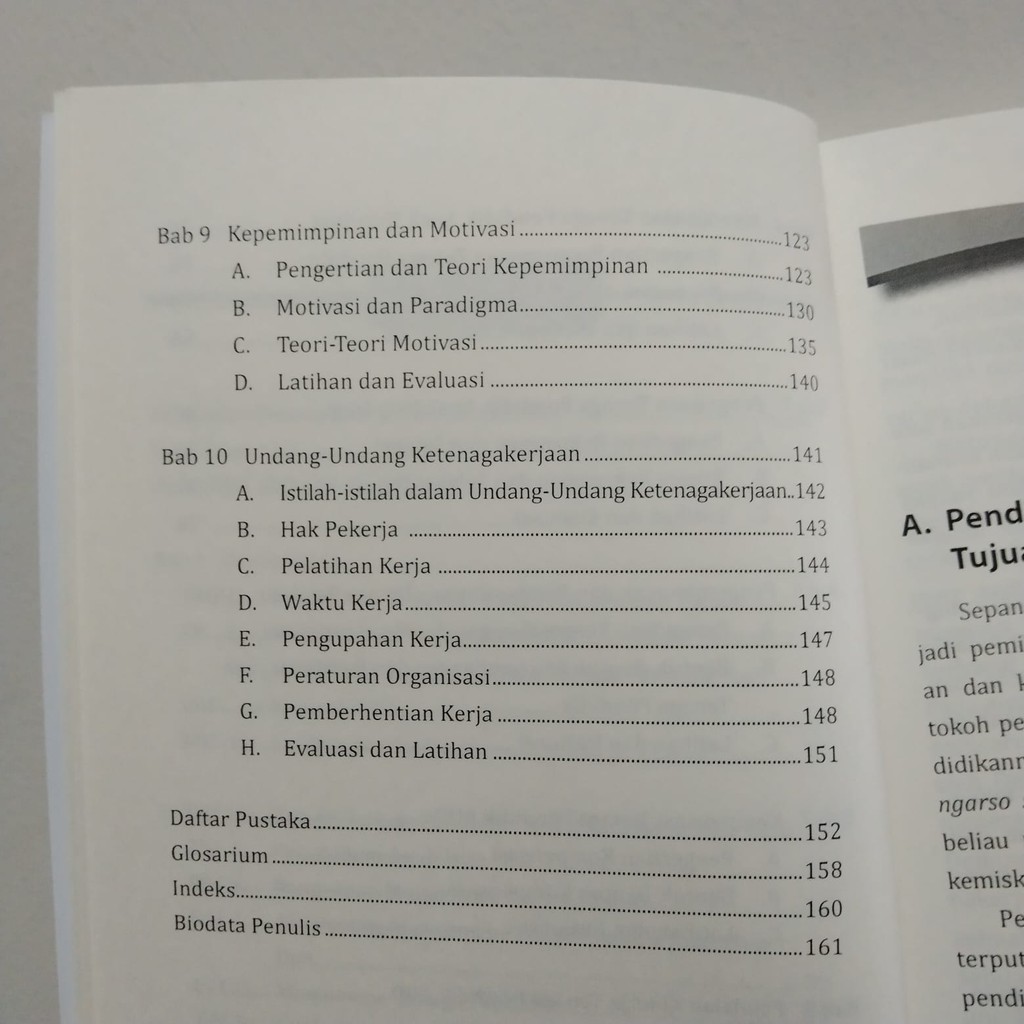 Bab 9 Kepemimpinan dan Motivasi....................123
A. Pengertian dan Teori Kepemimpinan ....................123
B. Motivasi dan Paradigma....................130
C. Teori-Teori Motivasi....................135
D. Latihan dan Evaluasi ....................140
Bab 10 Undang-Undang Ketenagakerjaan....................141
A. Istilah-istilah dalam Undang-Undang Ketenagakerjaan..142
B. Hak Pekerja ....................143
C. Pelatihan Kerja ....................144
D. Waktu Kerja....................145
E. Pengupahan Kerja....................147
F. Peraturan Organisasi....................148
G. Pemberhentian Kerja....................148
H. Evaluasi dan Latihan ....................151
Daftar Pustaka....................152
Glosarium....................158
Indeks....................160
Biodata Penulis....................161
A. Pend
Tujua
Sepan
jadi pemi
an dan
tokoh pe
didikann
ngarso
beliau
kemisk
Pe
terput
pendi